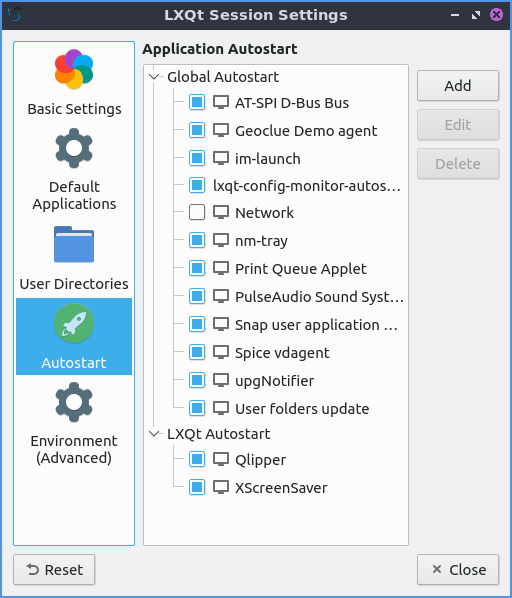 LXQt Session Settings
Basic Settings
Default
Applications
User Directories
Autostart
Environment
(Advanced)
Application Autostart
Global Autostart
AT-SPI D-Bus Bus
Geoclue Demo agent
im-launch
lxqt-config-monitor-autos...
Network
nm-tray
Print Queue Applet
PulseAudio Sound Syst...
Snap user application ...
Spice vdagent
upgNotifier
User folders update
LXQt Autostart
Qlipper
XScreenSaver
Add
Edit
Delete
Reset
Close